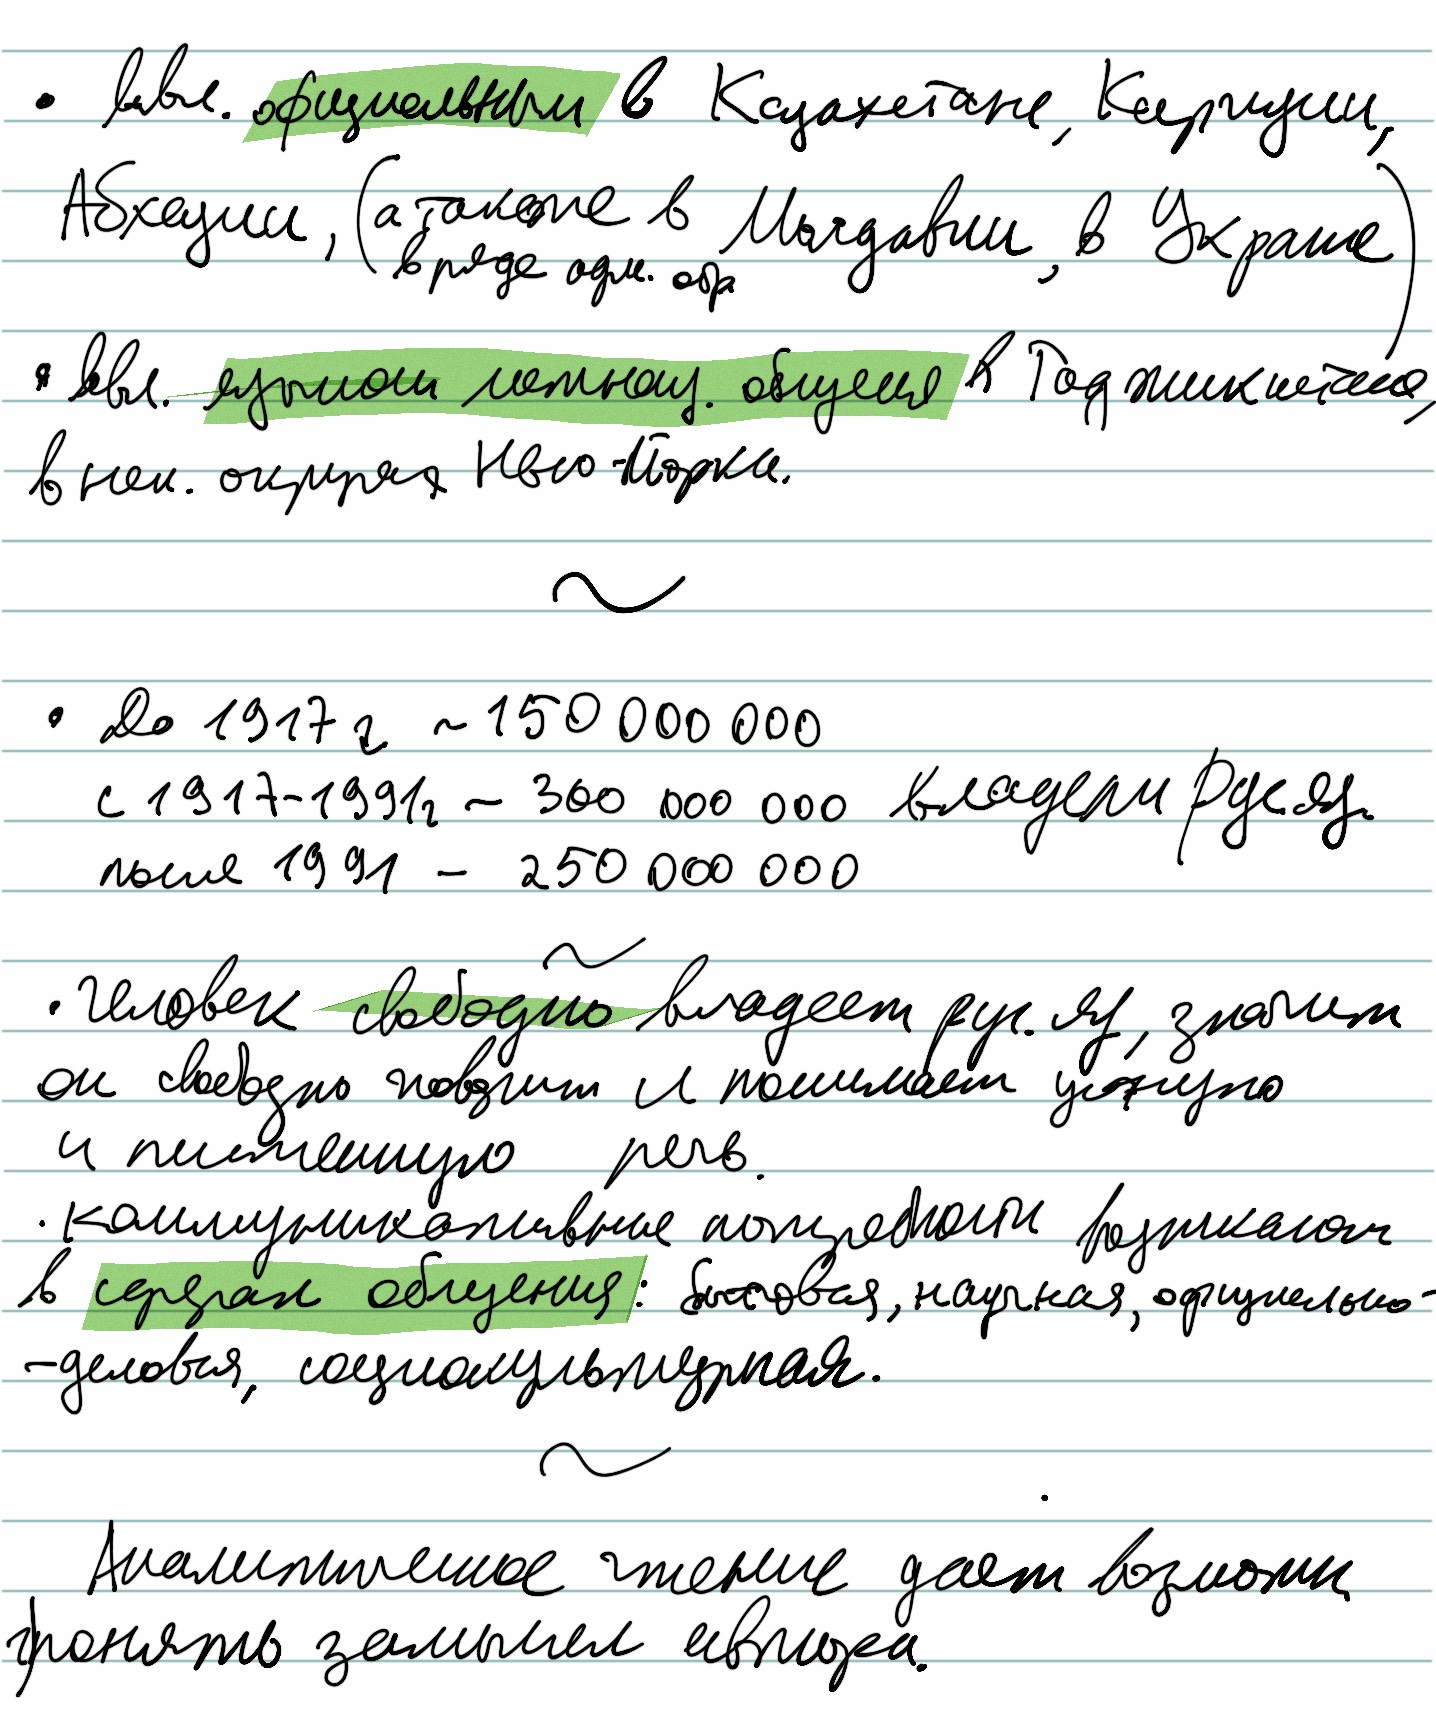 • явл. официальным в Казахстане, Киргизии,
Абхазии, (а также в Молдавии, в Украине)
в ряде адм. обр
• явл. языком межнац. общения в Таджикистане,
в нек. округах Нью-Йорка.
~
• До 1917 г ~ 150 000 000
с 1917-1991г ~ 300 000 000 владели рус. яз.
после 1991 - 250 000 000
~
• Человек свободно владеет рус. яз, значит
он свободно говорит и понимает устную
и письменную речь.
• коммуникативные потребности возникают
в сферах общения: бытовая, научная, официально-
-деловая, социокультурная.
~
Аналитическое чтение дает возможн
понять замысел автора.